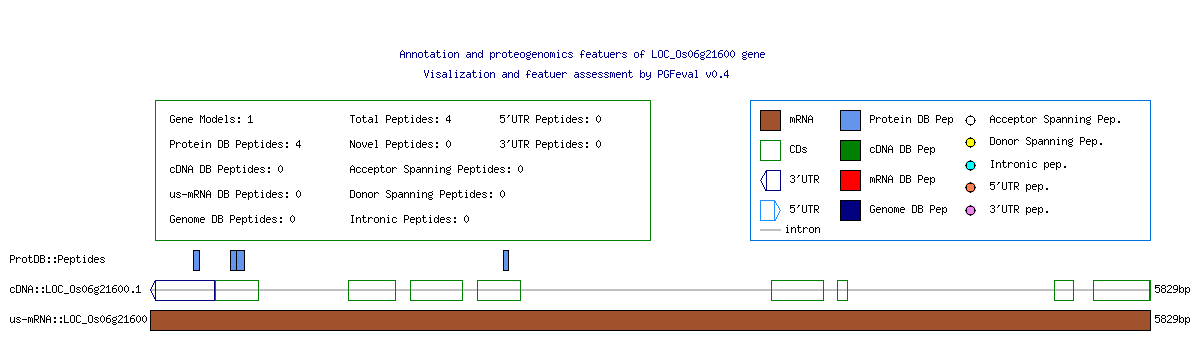 Annotation and proteogenomics featuers of LOC_Os06g21600 gene
Visalization and featuer assessment by PGFeval v0.4
Gene Models: 1 Total Peptides: 4 5'UTR Peptides: 0
Protein DB Peptides: 4 Novel Peptides: 0 3'UTR Peptides: 0
cDNA DB Peptides: 0 Acceptor Spanning Peptides: 0
us-mRNA DB Peptides: 0 Donor Spanning Peptides: 0
Genome DB Peptides: 0 Intronic Peptides: 0
mRNA Protein DB Pep Acceptor Spanning Pep.
CDs cDNA DB Pep Donor Spanning Pep.
3'UTR mRNA DB Pep Intronic pep.
5'UTR Genome DB Pep 5'UTR pep.
intron 3'UTR pep.
ProtDB::Peptides
cDNA::LOC_Os06g21600.1 5829bp
us-mRNA::LOC_Os06g21600 5829bp